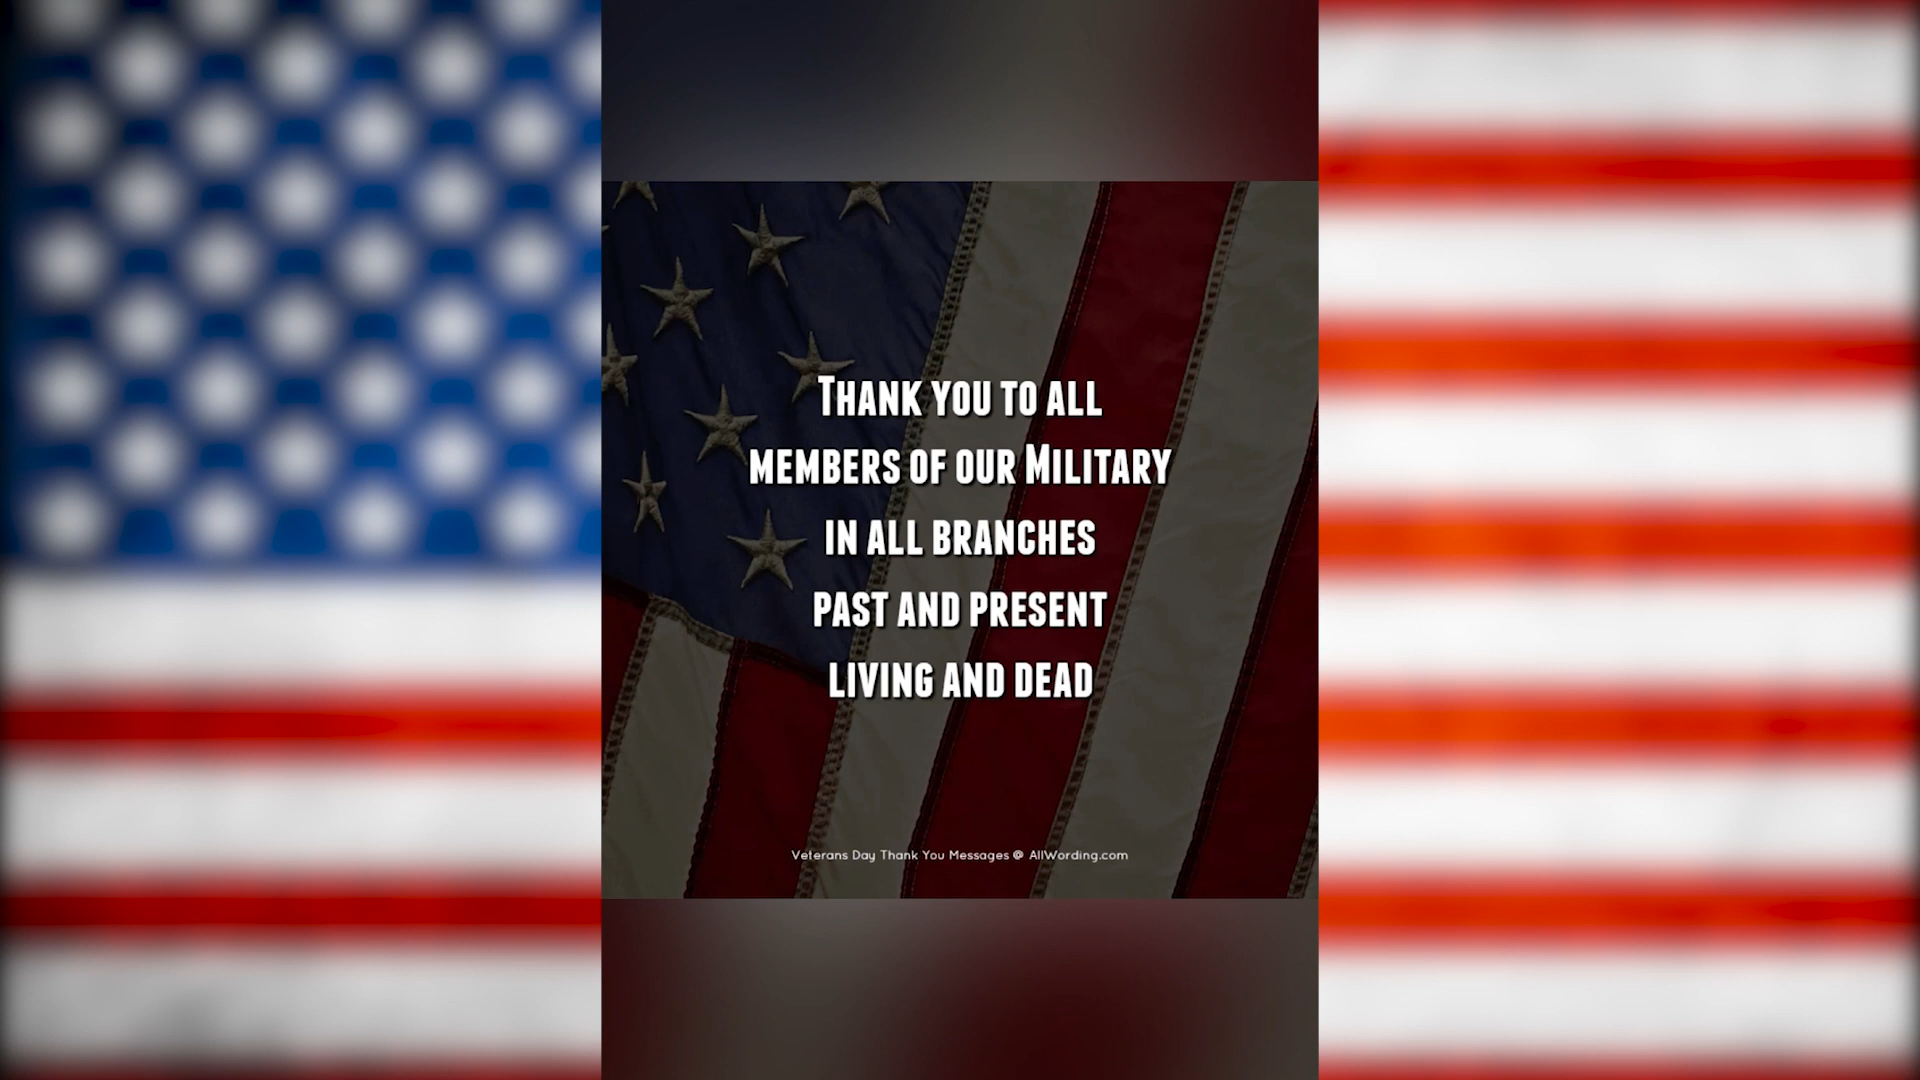 Thank you to all
members of our Military
in all branches
past and present
living and dead
Veterans Day Thank You Messages @ AllWording.com